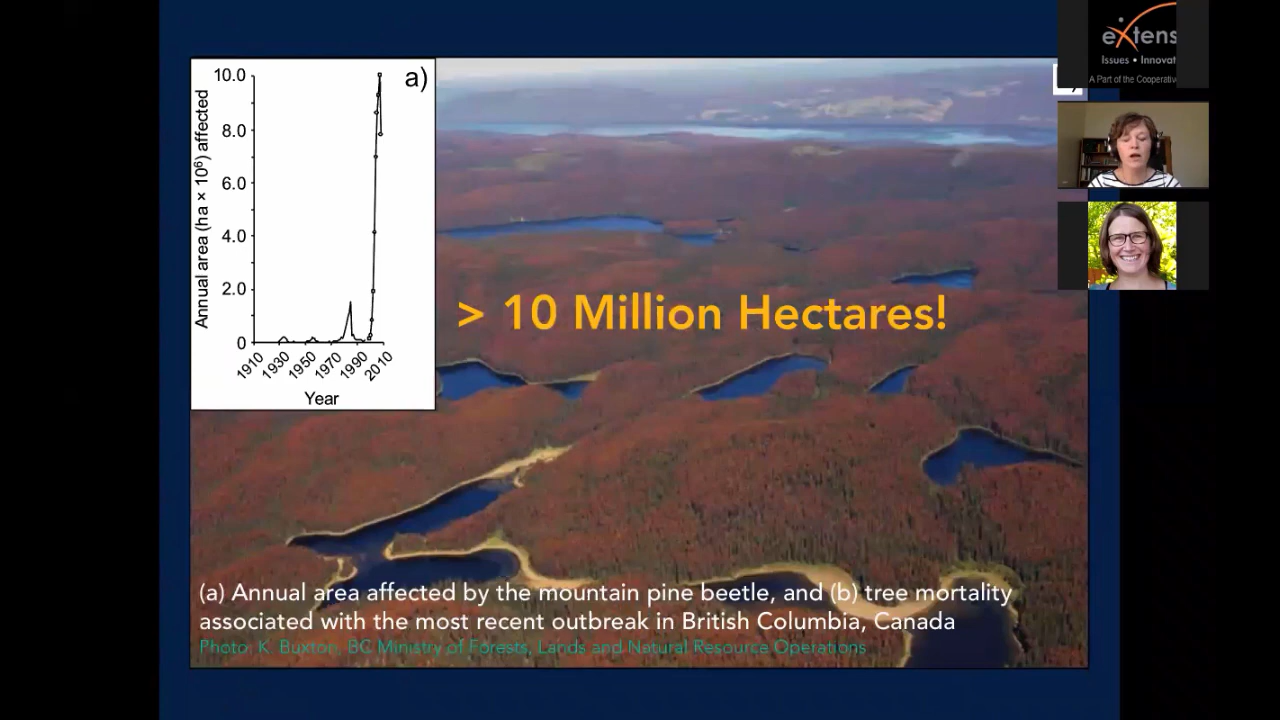 10.0
8.0
6.0
4.0
2.0
0
a)
Annual area (ha × 10⁶) affected
1910
1930
1950
1970
1990
2010
Year
> 10 Million Hectares!
(a) Annual area affected by the mountain pine beetle, and (b) tree mortality
associated with the most recent outbreak in British Columbia, Canada
Photo: K. Buxton, BC Ministry of Forests, Lands and Natural Resource Operations
eXtens
Issues • Innovat
A Part of the Cooperativ